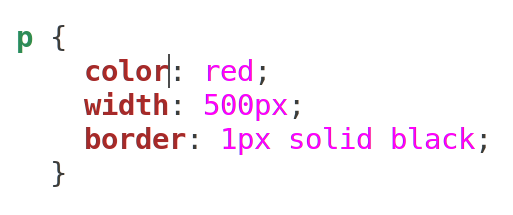 p {
    color: red;
    width: 500px;
    border: 1px solid black;
  }